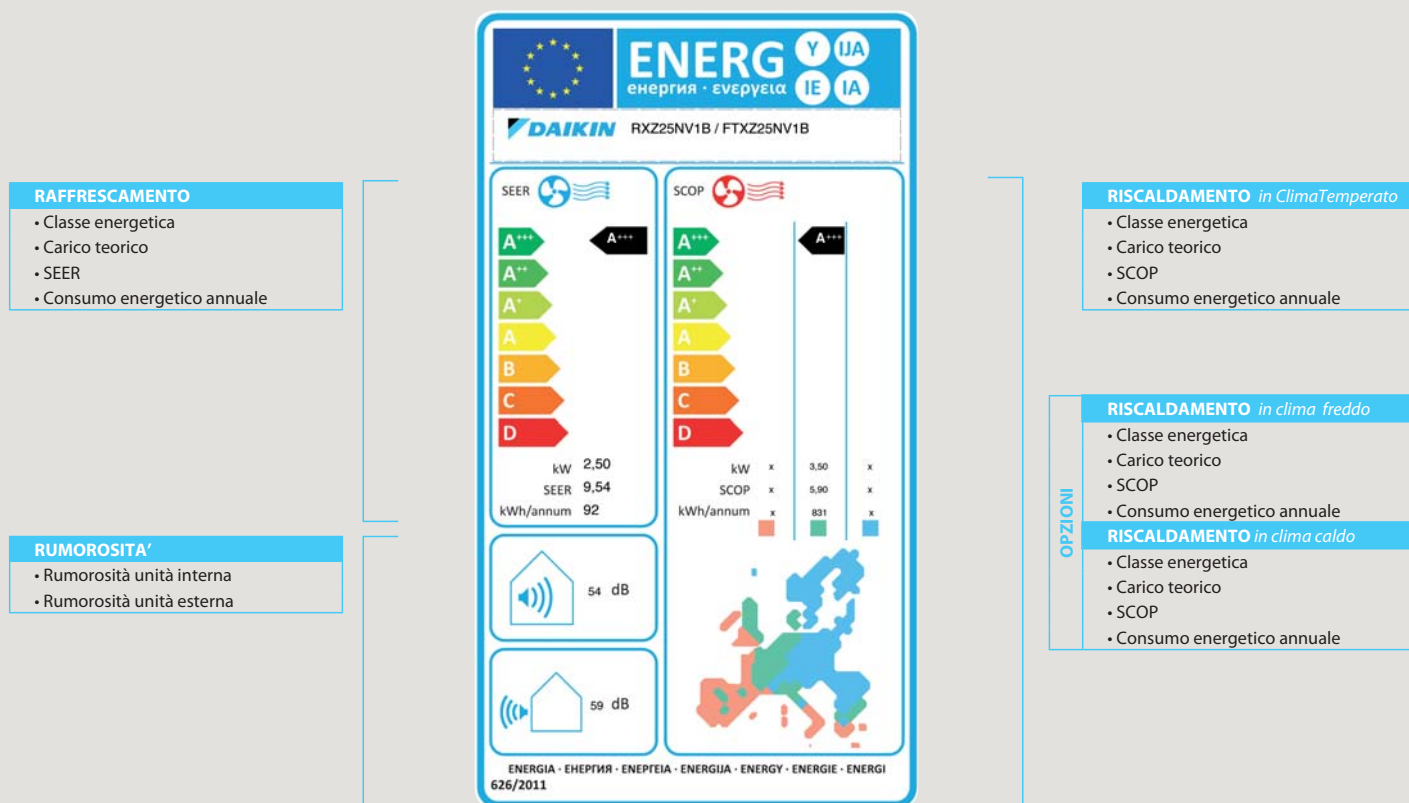 ENERG Y IJA
енергия · ενεργεια IE IA
DAIKIN RXZ25NV1B / FTXZ25NV1B
RAFFRESCAMENTO
• Classe energetica
• Carico teorico
• SEER
• Consumo energetico annuale
RUMOROSITA’
• Rumorosità unità interna
• Rumorosità unità esterna
SEER
A+++ A+++
A++
A+
A
B
C
D
kW 2,50
SEER 9,54
kWh/annum 92
SCOP
A+++ A+++
A++
A+
A
B
C
D
kW x 3,50 x
SCOP x 5,90 x
kWh/annum x 831 x
54 dB
59 dB
ENERGIA · ЕНЕРГИЯ · ΕΝΕΡΓΕΙΑ · ENERGIJA · ENERGY · ENERGIE · ENERGI
626/2011
RISCALDAMENTO in ClimaTemperato
• Classe energetica
• Carico teorico
• SCOP
• Consumo energetico annuale
OPZIONI
RISCALDAMENTO in clima freddo
• Classe energetica
• Carico teorico
• SCOP
• Consumo energetico annuale
RISCALDAMENTO in clima caldo
• Classe energetica
• Carico teorico
• SCOP
• Consumo energetico annuale